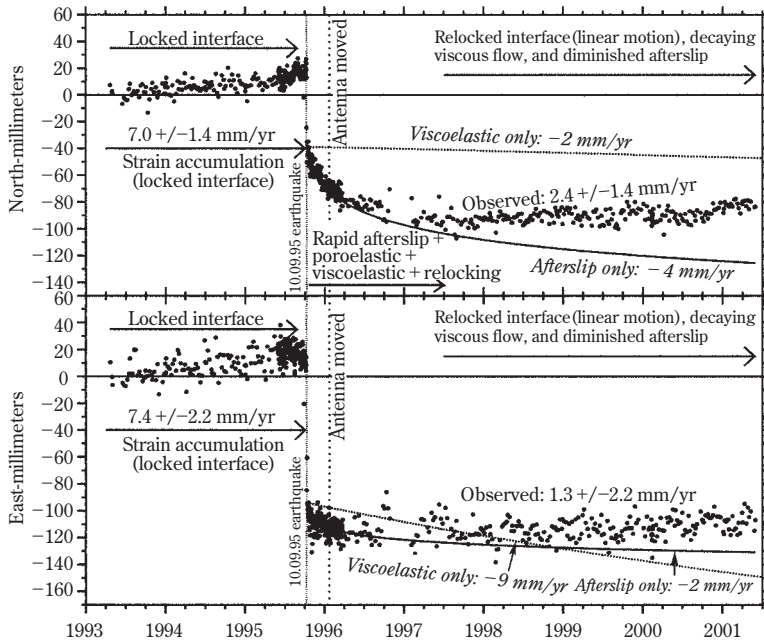 60
40
20
0
−20
−40
−60
−80
−100
−120
−140
North-millimeters
Locked interface
7.0 +/−1.4 mm/yr
Strain accumulation
(locked interface)
10.09.95 earthquake
Antenna moved
Relocked interface(linear motion), decaying
viscous flow, and diminished afterslip
Viscoelastic only: −2 mm/yr
Observed: 2.4 +/−1.4 mm/yr
Rapid afterslip +
poroelastic +
viscoelastic + relocking
Afterslip only: −4 mm/yr
60
40
20
0
−20
−40
−60
−80
−100
−120
−140
−160
East-millimeters
Locked interface
7.4 +/−2.2 mm/yr
Strain accumulation
(locked interface)
10.09.95 earthquake
Antenna moved
Relocked interface(linear motion), decaying
viscous flow, and diminished afterslip
Observed: 1.3 +/−2.2 mm/yr
Viscoelastic only: −9 mm/yr
Afterslip only: −2 mm/yr
1993 1994 1995 1996 1997 1998 1999 2000 2001